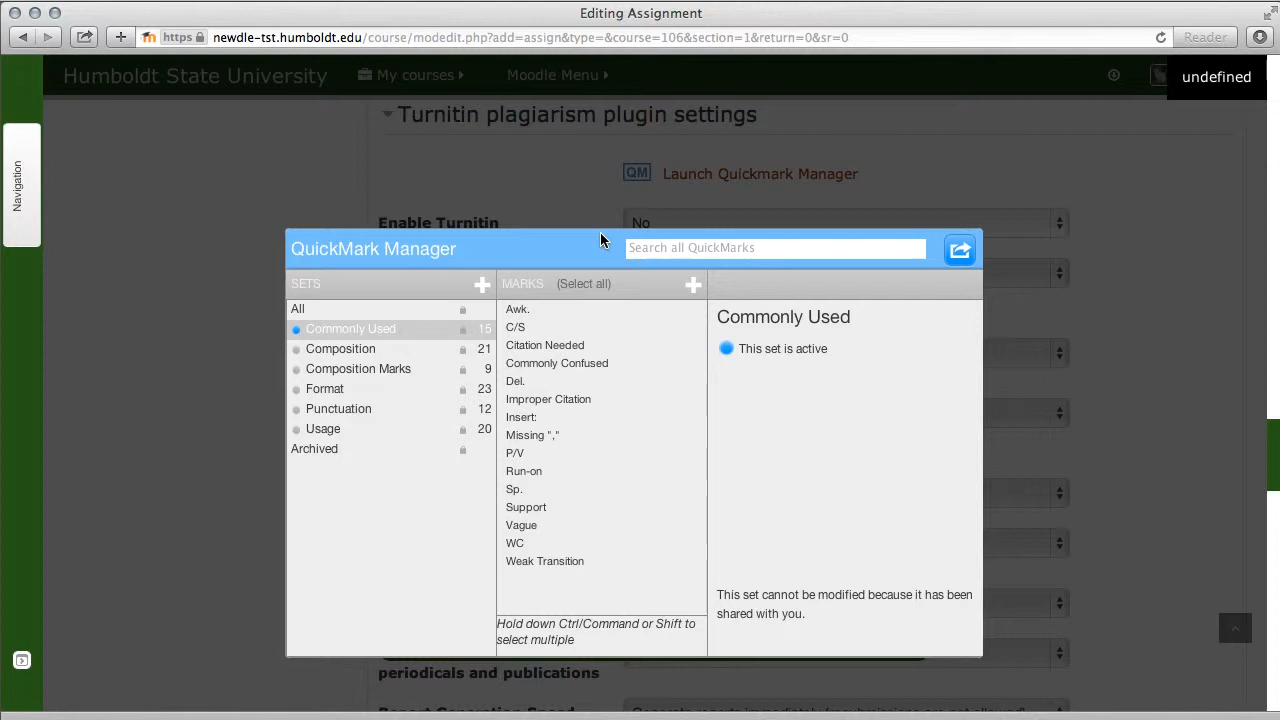 Editing Assignment
https newdle-tst.humboldt.edu/course/modedit.php?add=assign&type=&course=106&section=1&return=0&sr=0
Reader
Humboldt State University
My courses
Moodle Menu
undefined
Navigation
Turnitin plagiarism plugin settings
QM Launch Quickmark Manager
Enable Turnitin
No
QuickMark Manager
Search all QuickMarks
SETS
MARKS (Select all)
All
Commonly Used 15
Composition 21
Composition Marks 9
Format 23
Punctuation 12
Usage 20
Archived
Awk.
C/S
Citation Needed
Commonly Confused
Del.
Improper Citation
Insert:
Missing ","
P/V
Run-on
Sp.
Support
Vague
WC
Weak Transition
Hold down Ctrl/Command or Shift to
select multiple
Commonly Used
This set is active
This set cannot be modified because it has been
shared with you.
periodicals and publications